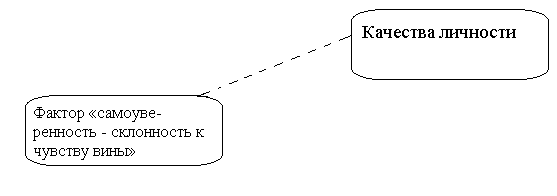 Качества личности
Фактор «самоуве-
ренность - склонность к
чувству вины»